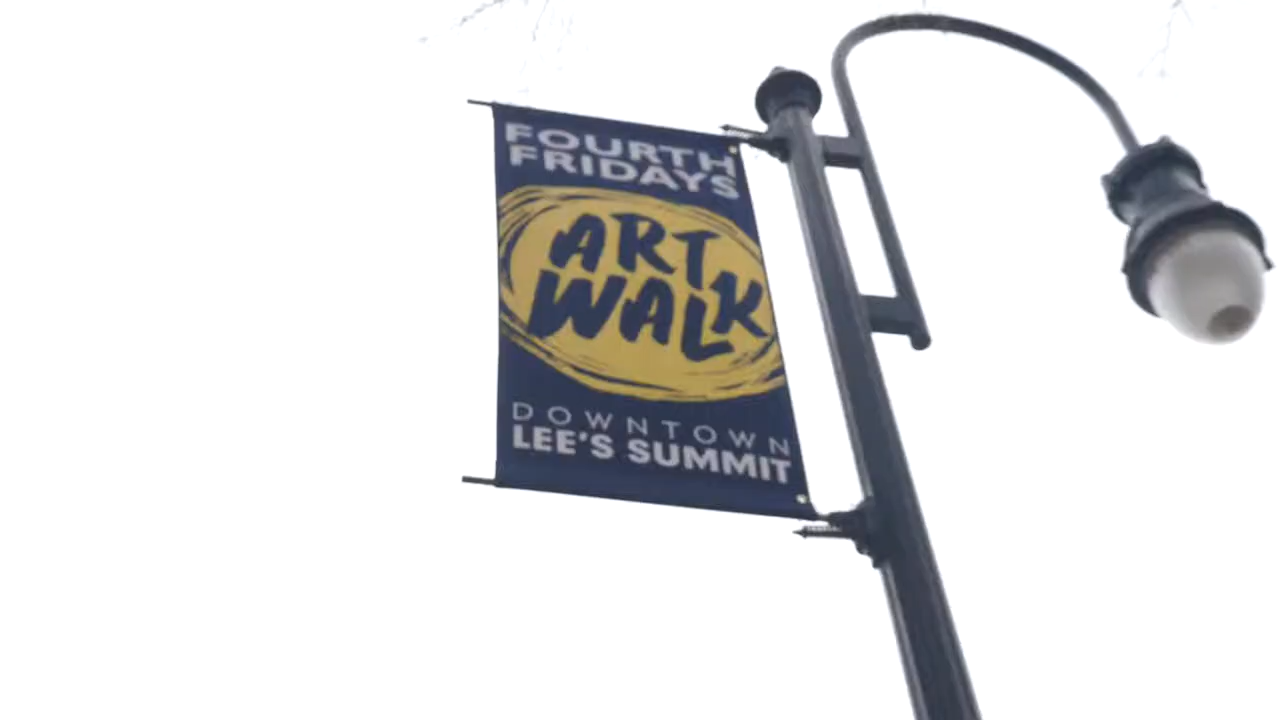 FOURTH
FRIDAYS
ART
WALK
DOWNTOWN
LEE'S SUMMIT